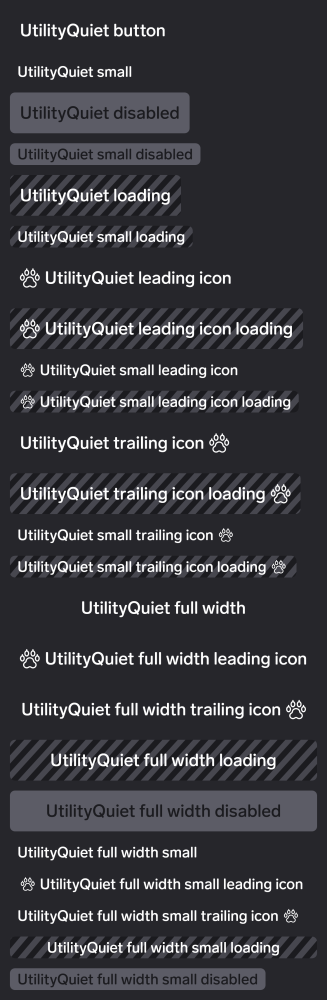 UtilityQuiet button
UtilityQuiet small
UtilityQuiet disabled
UtilityQuiet small disabled
UtilityQuiet loading
UtilityQuiet small loading
UtilityQuiet leading icon
UtilityQuiet leading icon loading
UtilityQuiet small leading icon
UtilityQuiet small leading icon loading
UtilityQuiet trailing icon
UtilityQuiet trailing icon loading
UtilityQuiet small trailing icon
UtilityQuiet small trailing icon loading
UtilityQuiet full width
UtilityQuiet full width leading icon
UtilityQuiet full width trailing icon
UtilityQuiet full width loading
UtilityQuiet full width disabled
UtilityQuiet full width small
UtilityQuiet full width small leading icon
UtilityQuiet full width small trailing icon
UtilityQuiet full width small loading
UtilityQuiet full width small disabled